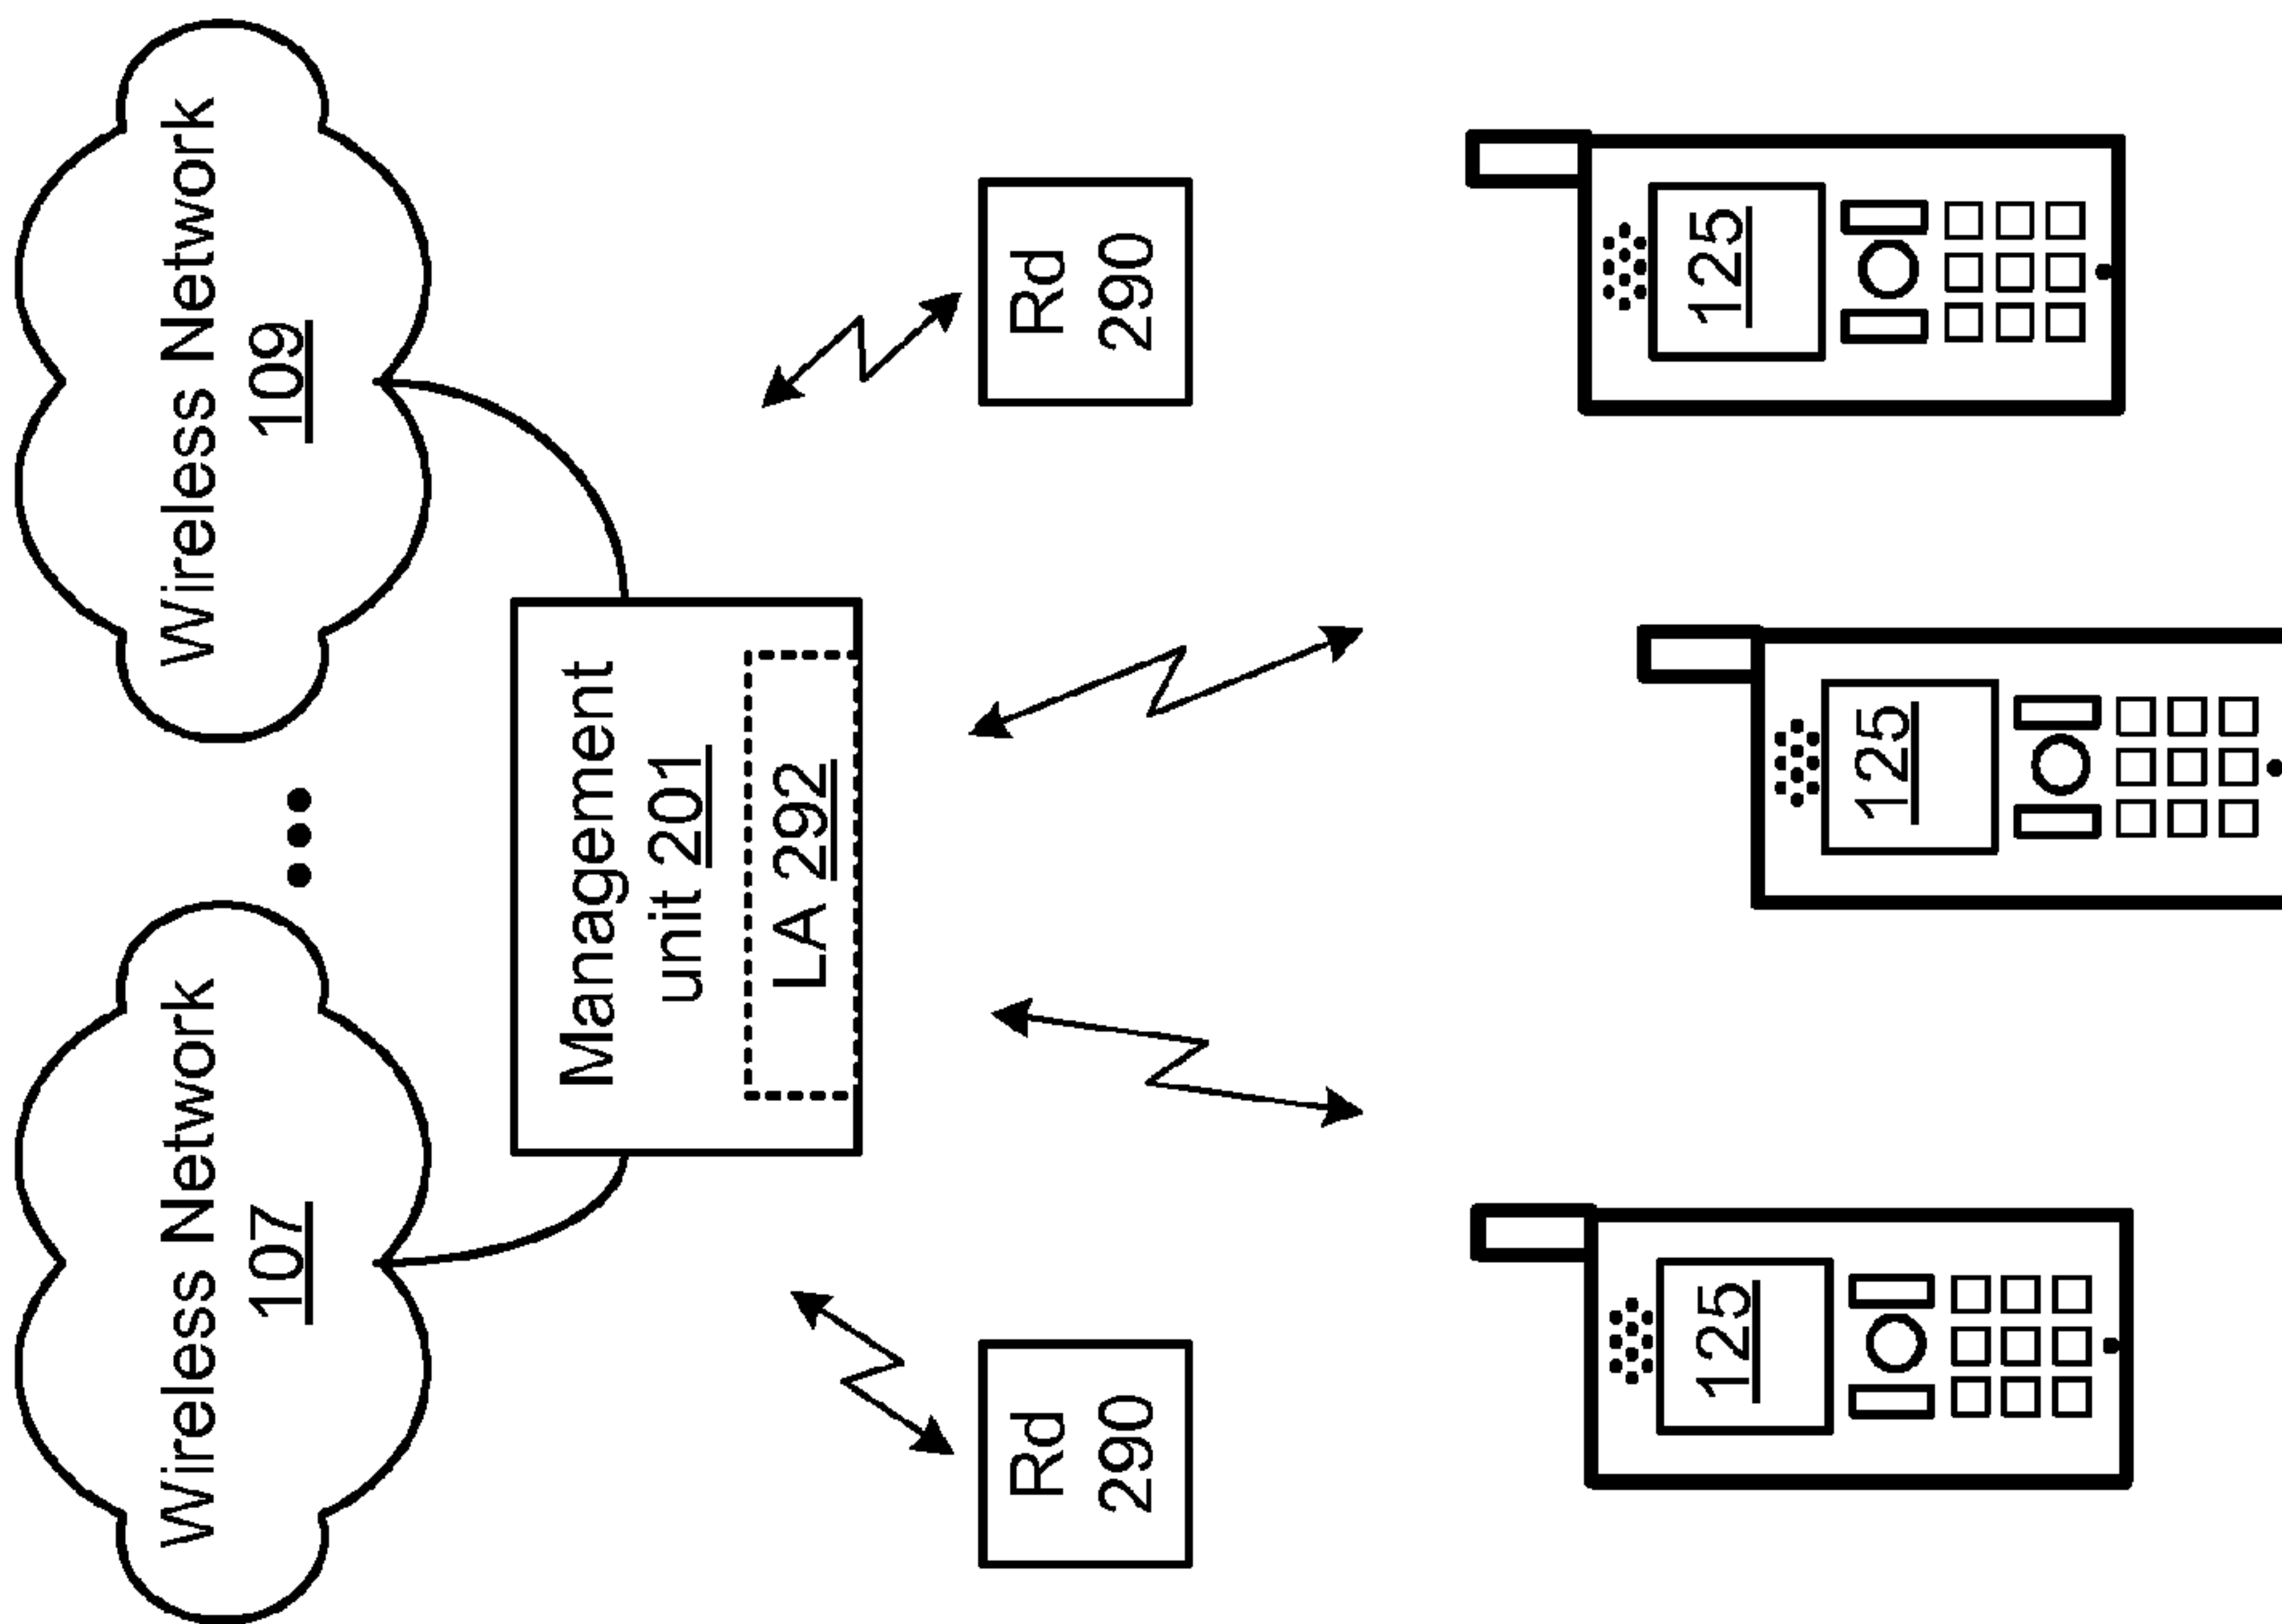 Wireless Network
107
Wireless Network
109
Management
unit 201
LA 292
Rd
290
Rd
290
125
125
125